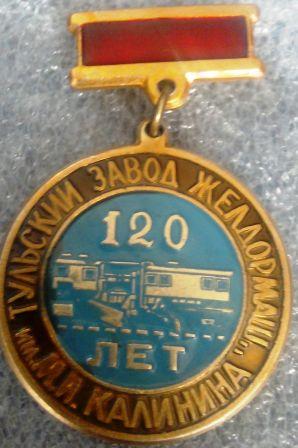 ТУЛЬСКИЙ ЗАВОД „ЖЕЛДОРМАШ"
им. М.И. КАЛИНИНА
120
ЛЕТ